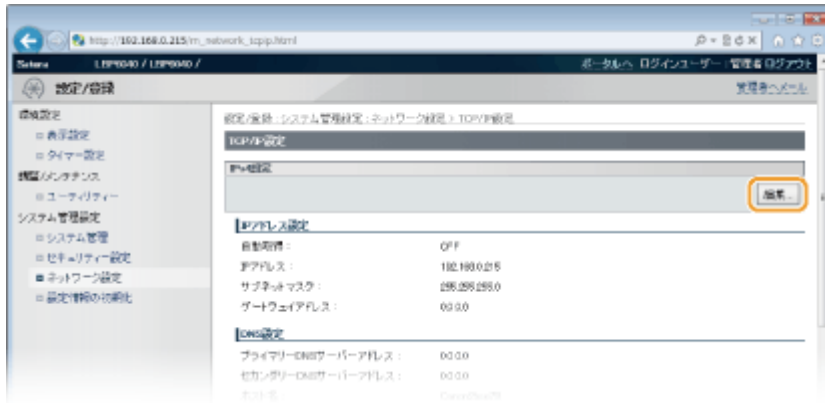 http://192.168.0.215/m_network_tcpip.html
Satera LBP6040 / LBP6040 / ポータルへ ログインユーザー：管理者 ログアウト
設定/登録 管理者へメール
環境設定
表示設定
タイマー設定
調整/メンテナンス
ユーティリティー
システム管理設定
システム管理
セキュリティー設定
ネットワーク設定
設定情報の初期化
設定/登録：システム管理設定：ネットワーク設定 > TCP/IP設定
TCP/IP設定
IPv4設定
編集...
IPアドレス設定
自動取得： OFF
IPアドレス： 192.168.0.215
サブネットマスク： 255.255.255.0
ゲートウェイアドレス： 0.0.0.0
DNS設定
プライマリーDNSサーバーアドレス： 0.0.0.0
セカンダリーDNSサーバーアドレス： 0.0.0.0
ホスト名：